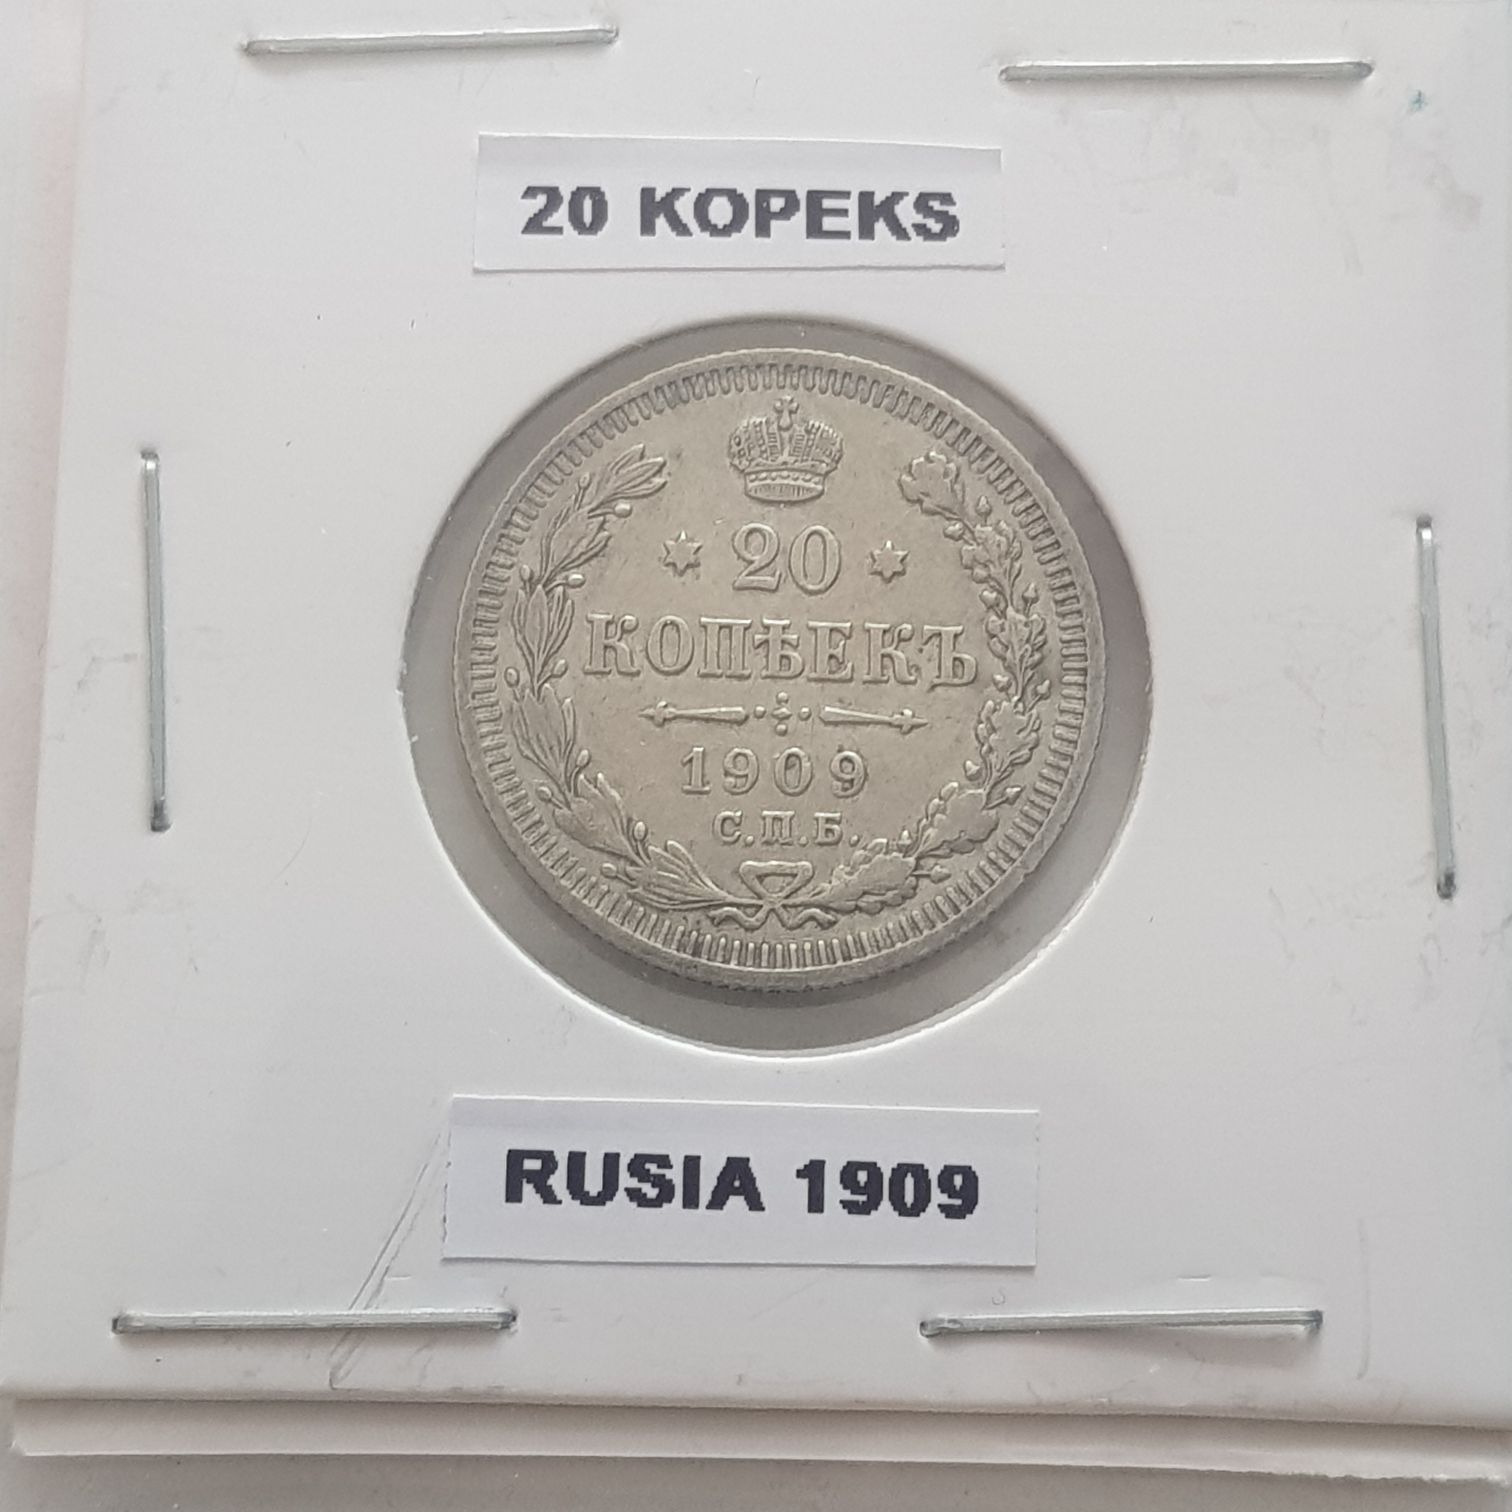 20 KOPEKS
20
КОПѢЕКЪ
1909
С.П.Б.
RUSIA 1909